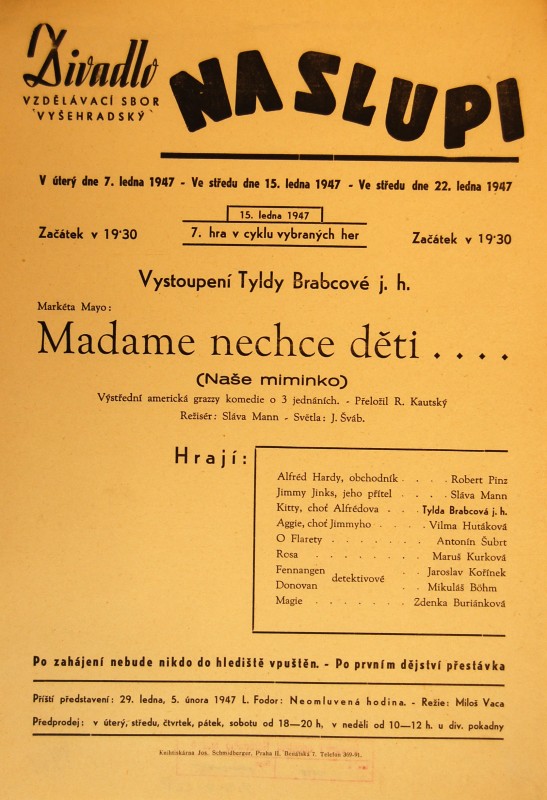 Divadlo
VZDĚLÁVACÍ SBOR
'VYŠEHRADSKÝ'
NA SLUPI
V úterý dne 7. ledna 1947 - Ve středu dne 15. ledna 1947 - Ve středu dne 22. ledna 1947
Začátek v 19·30
15. ledna 1947
7. hra v cyklu vybraných her
Začátek v 19·30
Vystoupení Tyldy Brabcové j. h.
Markéta Mayo:
Madame nechce děti . . . .
(Naše miminko)
Výstřední americká grazzy komedie o 3 jednáních. - Přeložil R. Kautský
Režisér: Sláva Mann - Světla: J. Šváb.
Hrají:
Alfréd Hardy, obchodník . . . . Robert Pinz
Jimmy Jinks, jeho přítel . . . . Sláva Mann
Kitty, choť Alfrédova . . . Tylda Brabcová j. h.
Aggie, choť Jimmyho . . . . Vilma Hutáková
O Flarety . . . . . . . Antonín Šubrt
Rosa . . . . . . . . Maruš Kurková
Fennangen detektivové . . Jaroslav Kořínek
Donovan . . Mikuláš Böhm
Magie . . . . . . . Zdenka Buriánková
Po zahájení nebude nikdo do hlediště vpuštěn. - Po prvním dějství přestávka
Příští představení: 29. ledna, 5. února 1947 L. Fodor: Neomluvená hodina. - Režie: Miloš Vaca
Předprodej: v úterý, středu, čtvrtek, pátek, sobotu od 18—20 h, v neděli od 10—12 h. u div. pokladny
Knihtiskárna Jos. Schmidberger, Praha II. Benátská 7. Telefon 369-91.